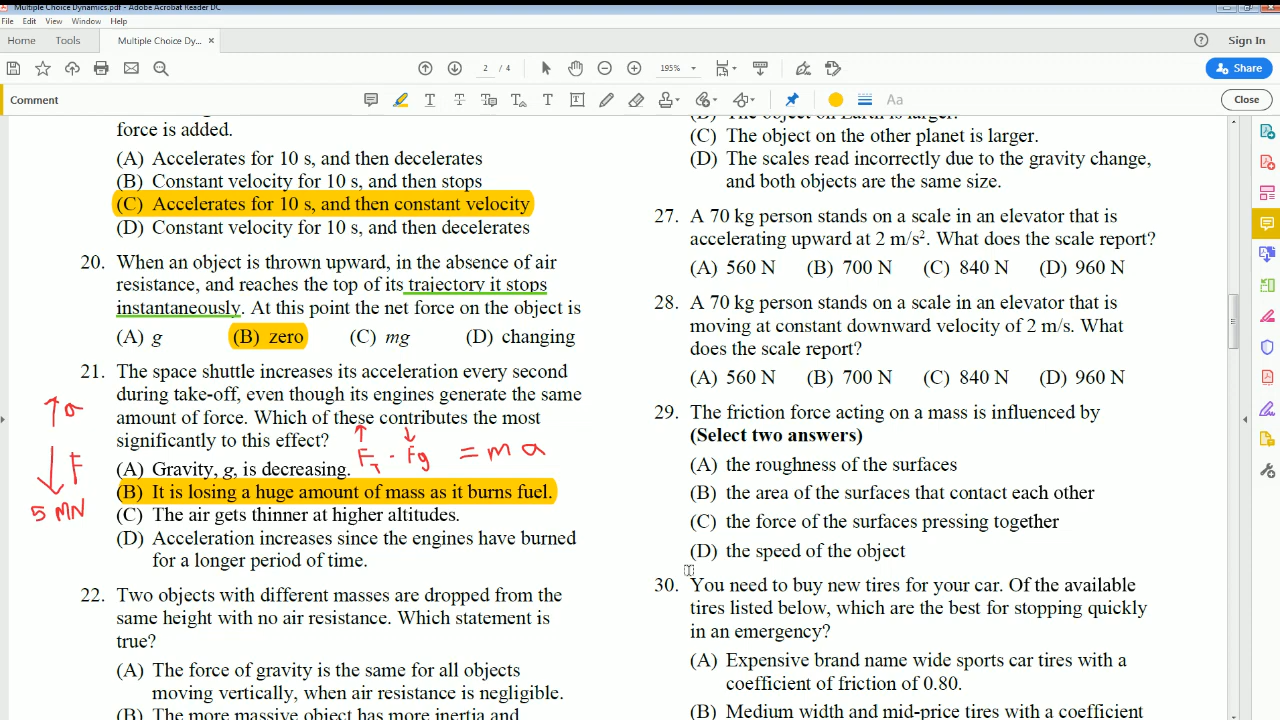 Multiple Choice Dynamics.pdf - Adobe Acrobat Reader DC
File Edit View Window Help
Home Tools Multiple Choice Dy... × Sign In
2 / 4 195% Share
Comment Aa Close
force is added.
(A) Accelerates for 10 s, and then decelerates
(B) Constant velocity for 10 s, and then stops
(C) Accelerates for 10 s, and then constant velocity
(D) Constant velocity for 10 s, and then decelerates
20. When an object is thrown upward, in the absence of air
resistance, and reaches the top of its trajectory it stops
instantaneously. At this point the net force on the object is
(A) g (B) zero (C) mg (D) changing
21. The space shuttle increases its acceleration every second
during take-off, even though its engines generate the same
amount of force. Which of these contributes the most
significantly to this effect?
(A) Gravity, g, is decreasing.
(B) It is losing a huge amount of mass as it burns fuel.
(C) The air gets thinner at higher altitudes.
(D) Acceleration increases since the engines have burned
for a longer period of time.
a
F
5 MN
F_T - Fg = m a
22. Two objects with different masses are dropped from the
same height with no air resistance. Which statement is
true?
(A) The force of gravity is the same for all objects
moving vertically, when air resistance is negligible.
(B) The more massive object has more inertia and
(D) The object on Earth is larger.
(C) The object on the other planet is larger.
(D) The scales read incorrectly due to the gravity change,
and both objects are the same size.
27. A 70 kg person stands on a scale in an elevator that is
accelerating upward at 2 m/s². What does the scale report?
(A) 560 N (B) 700 N (C) 840 N (D) 960 N
28. A 70 kg person stands on a scale in an elevator that is
moving at constant downward velocity of 2 m/s. What
does the scale report?
(A) 560 N (B) 700 N (C) 840 N (D) 960 N
29. The friction force acting on a mass is influenced by
(Select two answers)
(A) the roughness of the surfaces
(B) the area of the surfaces that contact each other
(C) the force of the surfaces pressing together
(D) the speed of the object
30. You need to buy new tires for your car. Of the available
tires listed below, which are the best for stopping quickly
in an emergency?
(A) Expensive brand name wide sports car tires with a
coefficient of friction of 0.80.
(B) Medium width and mid-price tires with a coefficient